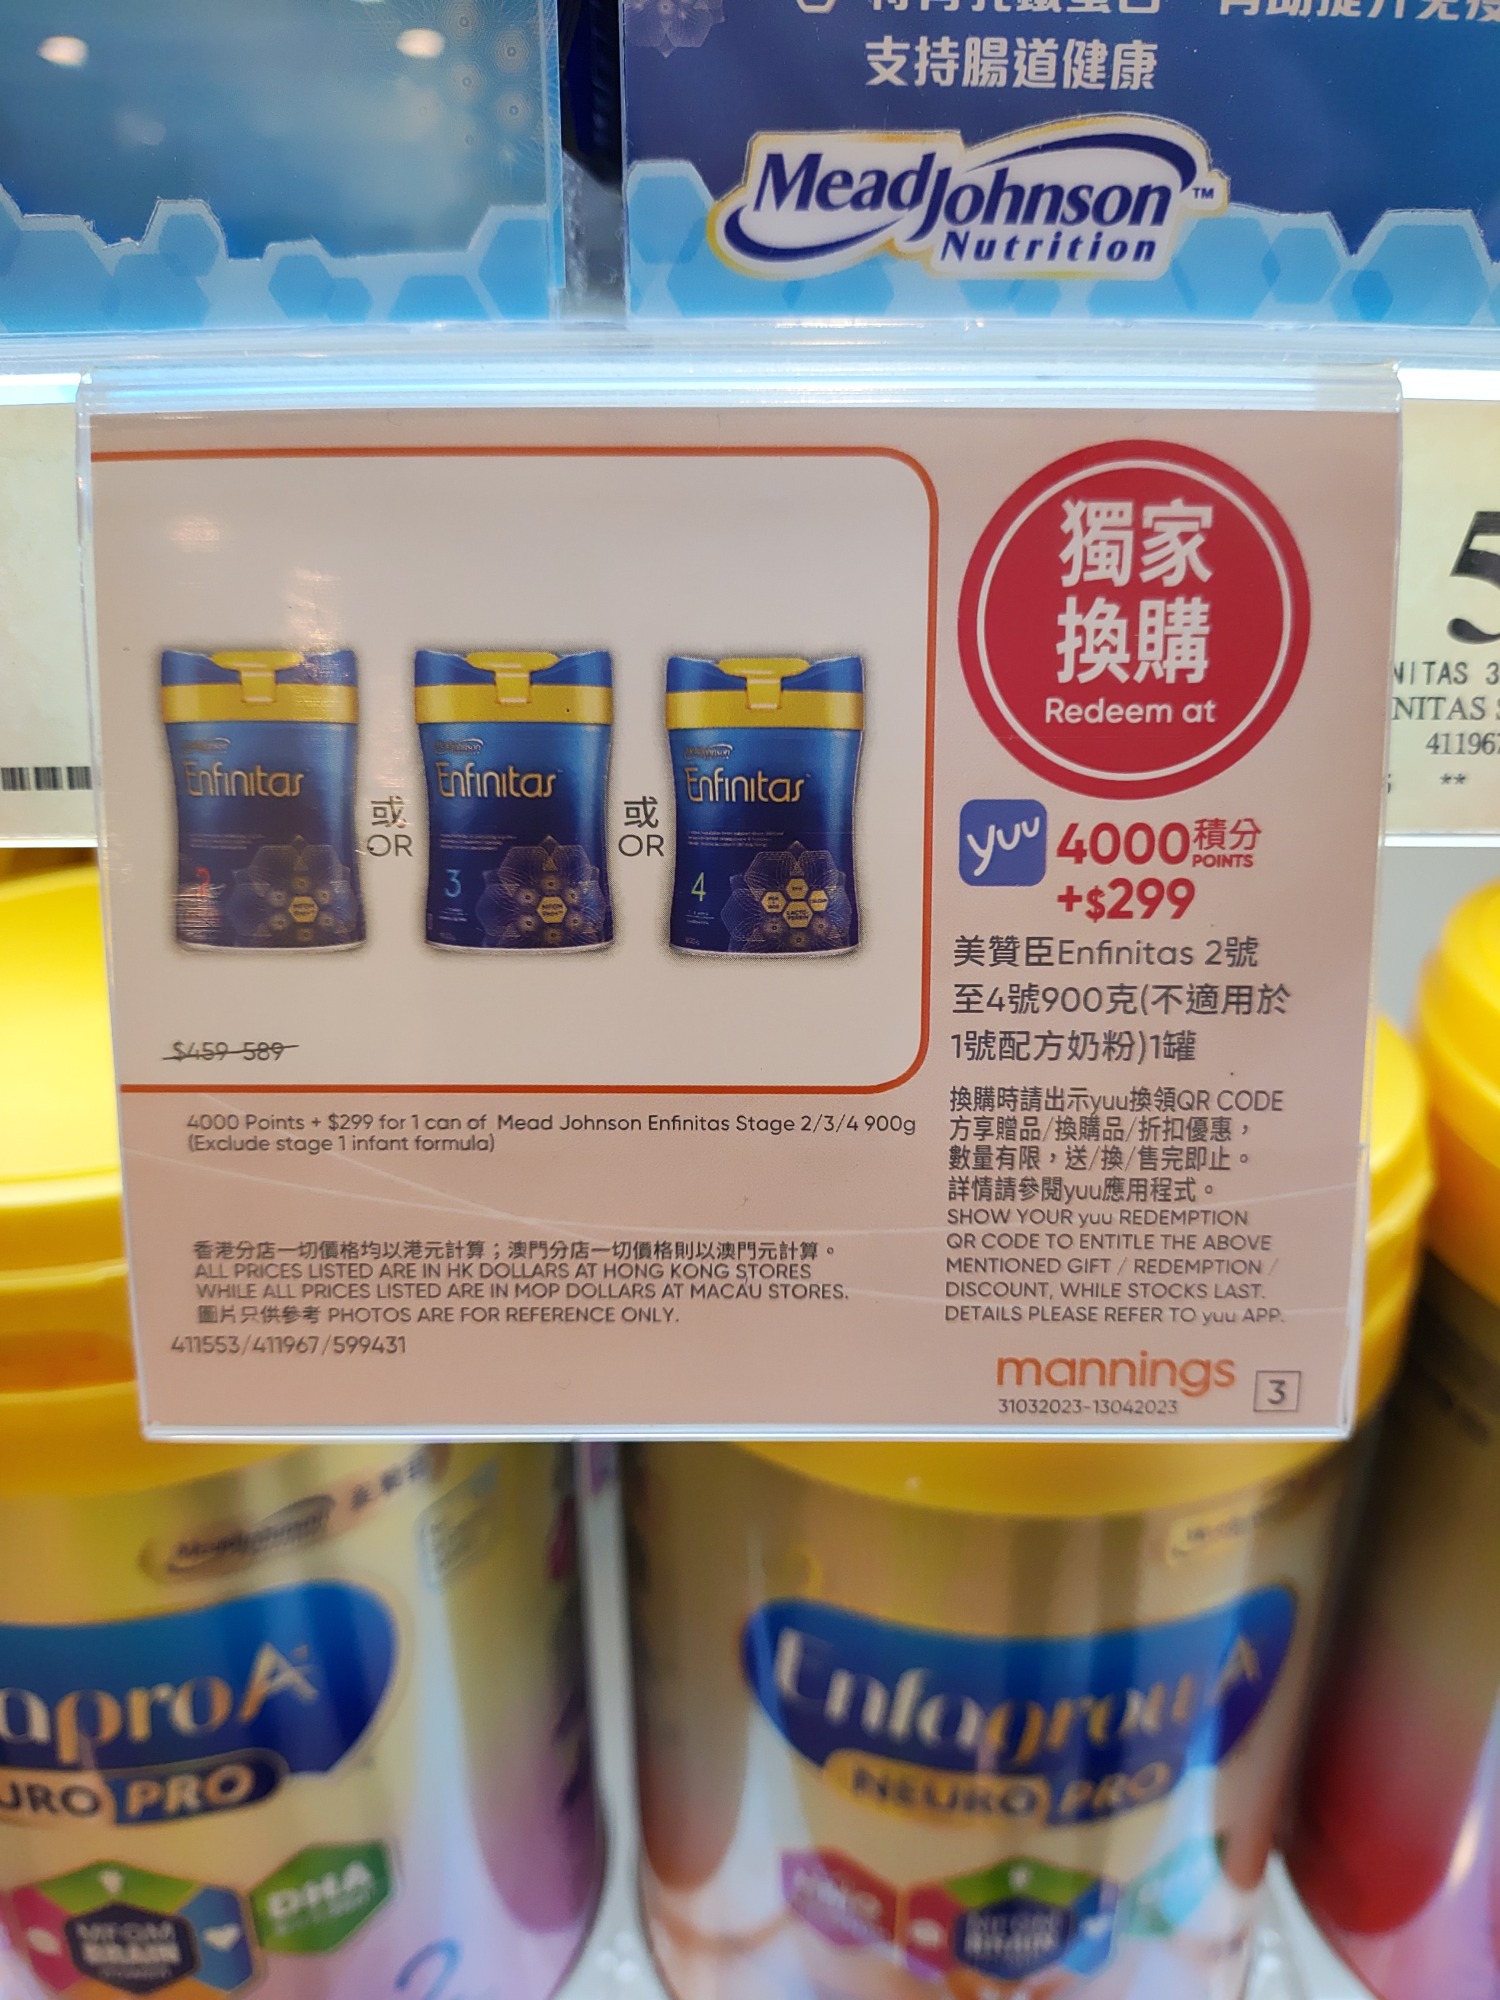 支持腸道健康
MeadJohnson™
Nutrition
獨家
換購
Redeem at
yuu 4000積分
POINTS
+$299
Enfinitas
或
OR
Enfinitas
或
OR
Enfinitas
2
3
4
$459-589
美贊臣Enfinitas 2號
至4號900克(不適用於
1號配方奶粉)1罐
4000 Points + $299 for 1 can of Mead Johnson Enfinitas Stage 2/3/4 900g
(Exclude stage 1 infant formula)
換購時請出示yuu換領QR CODE
方享贈品/換購品/折扣優惠，
數量有限，送/換/售完即止。
詳情請參閱yuu應用程式。
SHOW YOUR yuu REDEMPTION
QR CODE TO ENTITLE THE ABOVE
MENTIONED GIFT / REDEMPTION /
DISCOUNT, WHILE STOCKS LAST.
DETAILS PLEASE REFER TO yuu APP.
香港分店一切價格均以港元計算；澳門分店一切價格則以澳門元計算。
ALL PRICES LISTED ARE IN HK DOLLARS AT HONG KONG STORES
WHILE ALL PRICES LISTED ARE IN MOP DOLLARS AT MACAU STORES.
圖片只供參考 PHOTOS ARE FOR REFERENCE ONLY.
411553/411967/599431
mannings
31032023-13042023
3
5
NITAS 3
NITAS
41196
**
MeadJohnson
aproA
URO PRO
DHA
MFGM
BRAIN
2
Enfagrow A
NEURO PRO